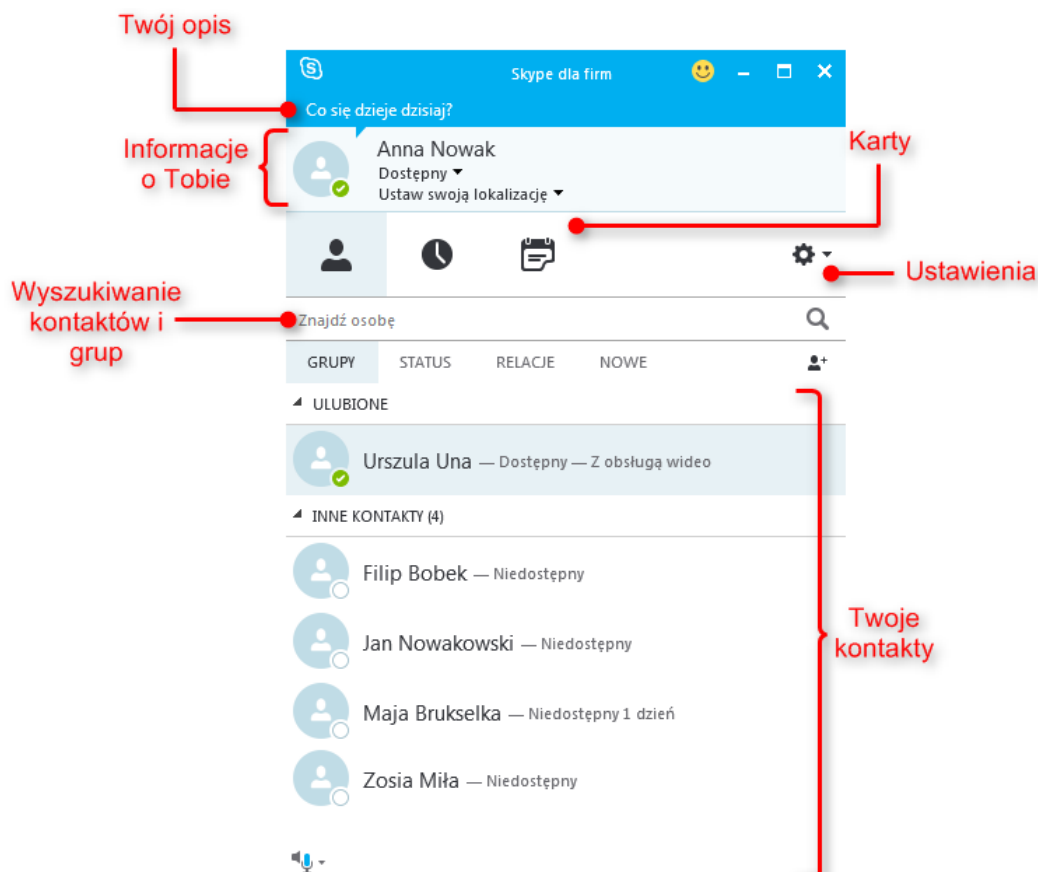 Twój opis
Skype dla firm
Co się dzieje dzisiaj?
Informacje
o Tobie
Anna Nowak
Dostępny
Ustaw swoją lokalizację
Karty
Ustawienia
Wyszukiwanie
kontaktów i
grup
Znajdź osobę
GRUPY STATUS RELACJE NOWE
ULUBIONE
Urszula Una — Dostępny — Z obsługą wideo
INNE KONTAKTY (4)
Filip Bobek — Niedostępny
Jan Nowakowski — Niedostępny
Twoje
kontakty
Maja Brukselka — Niedostępny 1 dzień
Zosia Miła — Niedostępny